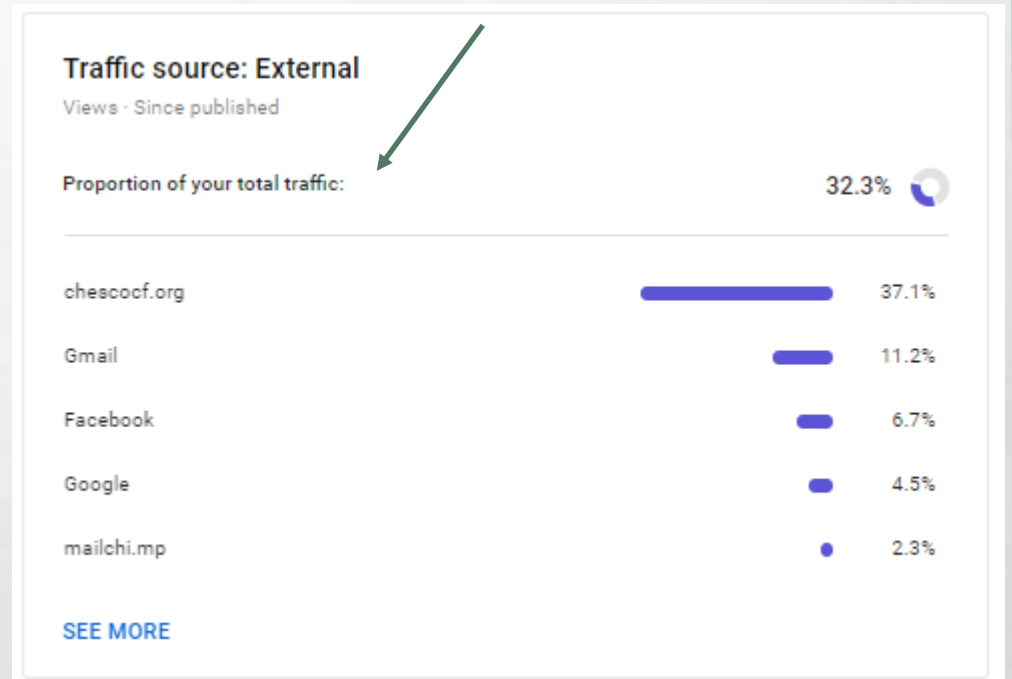 Traffic source: External
Views · Since published
Proportion of your total traffic: 32.3%
chescocf.org 37.1%
Gmail 11.2%
Facebook 6.7%
Google 4.5%
mailchi.mp 2.3%
SEE MORE